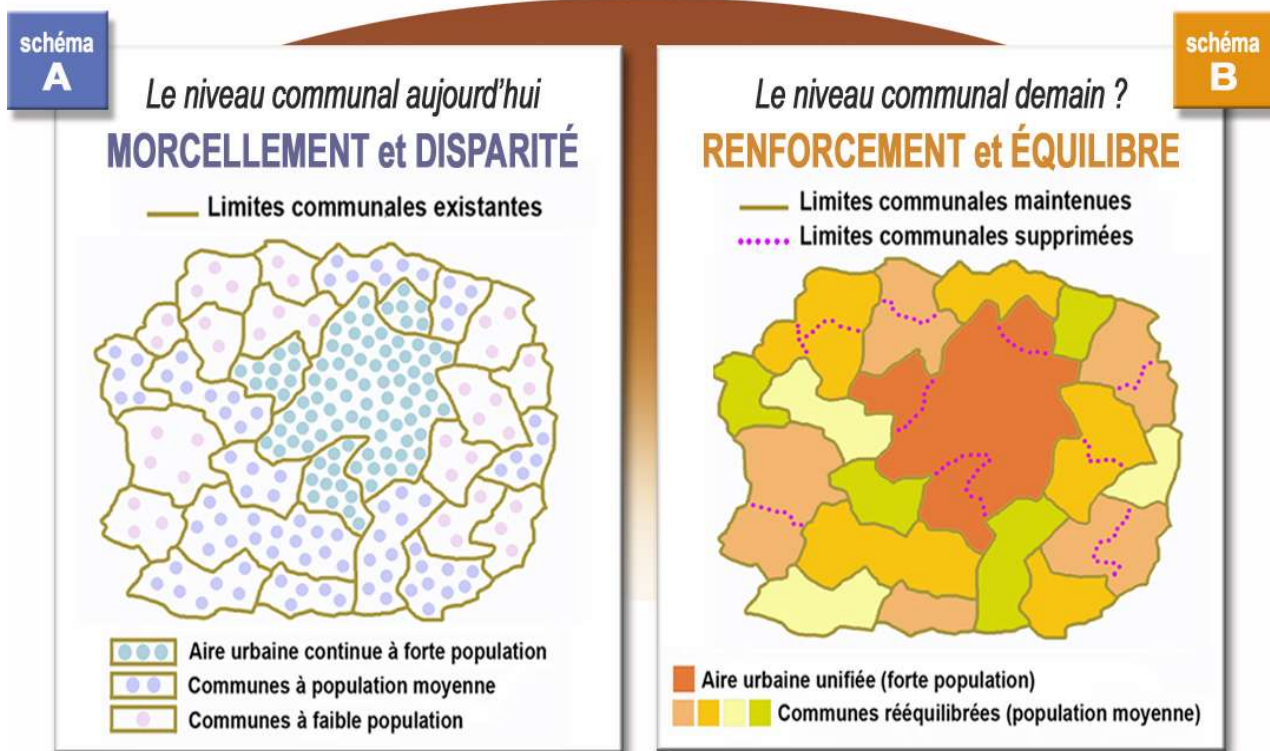 schéma
A
Le niveau communal aujourd'hui
MORCELLEMENT et DISPARITÉ
Limites communales existantes
Aire urbaine continue à forte population
Communes à population moyenne
Communes à faible population
schéma
B
Le niveau communal demain ?
RENFORCEMENT et ÉQUILIBRE
Limites communales maintenues
Limites communales supprimées
Aire urbaine unifiée (forte population)
Communes rééquilibrées (population moyenne)